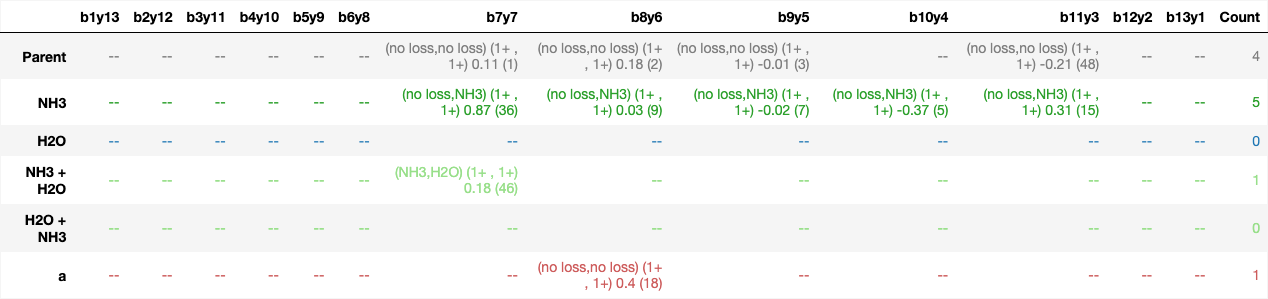 b1y13 b2y12 b3y11 b4y10 b5y9 b6y8 b7y7 b8y6 b9y5 b10y4 b11y3 b12y2 b13y1 Count
Parent -- -- -- -- -- -- (no loss,no loss) (1+ , 1+) 0.11 (1) (no loss,no loss) (1+ , 1+) 0.18 (2) (no loss,no loss) (1+ , 1+) -0.01 (3) -- (no loss,no loss) (1+ , 1+) -0.21 (48) -- -- 4
NH3 -- -- -- -- -- -- (no loss,NH3) (1+ , 1+) 0.87 (36) (no loss,NH3) (1+ , 1+) 0.03 (9) (no loss,NH3) (1+ , 1+) -0.02 (7) (no loss,NH3) (1+ , 1+) -0.37 (5) (no loss,NH3) (1+ , 1+) 0.31 (15) -- -- 5
H2O -- -- -- -- -- -- -- -- -- -- -- -- -- 0
NH3 + H2O -- -- -- -- -- -- (NH3,H2O) (1+ , 1+) 0.18 (46) -- -- -- -- -- -- 1
H2O + NH3 -- -- -- -- -- -- -- -- -- -- -- -- -- 0
a -- -- -- -- -- -- -- (no loss,no loss) (1+ , 1+) 0.4 (18) -- -- -- -- -- 1